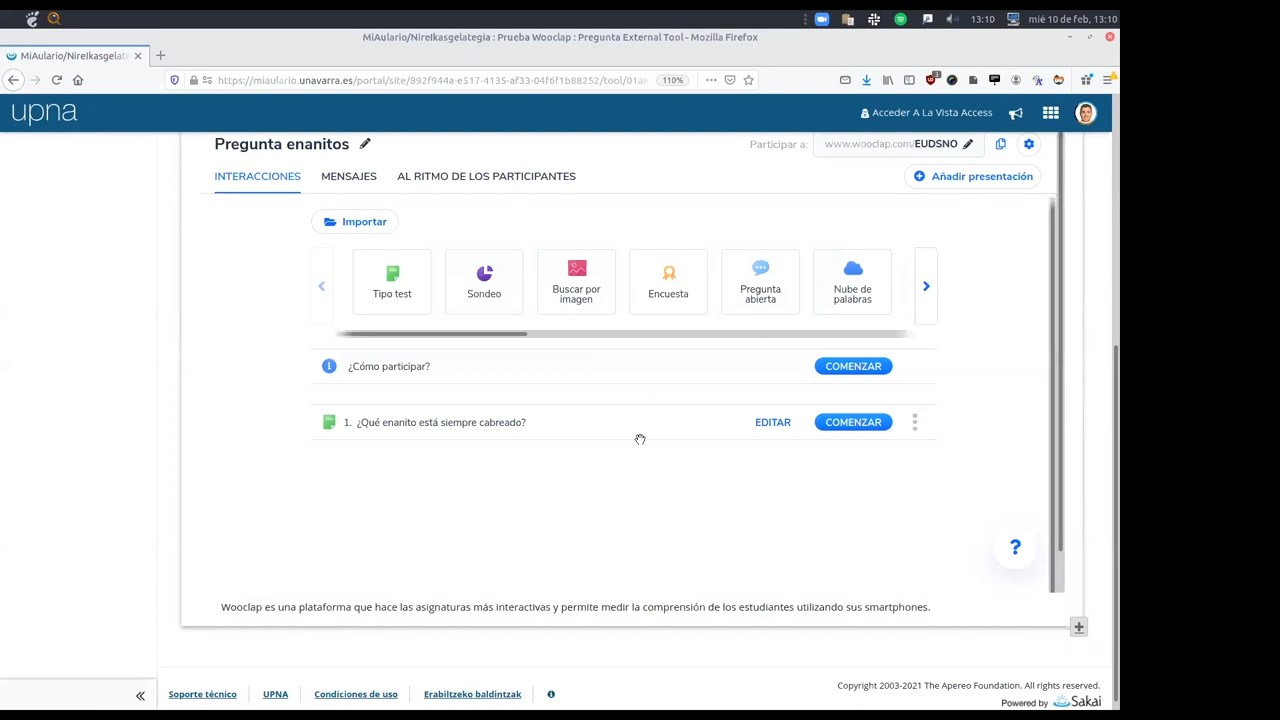 13:10
mié 10 de feb, 13:10
MiAulario/NireIkasgelategia : Prueba Wooclap : Pregunta External Tool - Mozilla Firefox
MiAulario/NireIkasgelate
https://miaulario.unavarra.es/portal/site/892f944a-e517-4135-af33-04f6f1b88252/tool/01a
110%
upna
Acceder A La Vista Access
Pregunta enanitos
Participar a:
www.wooclap.com/EUDSNO
INTERACCIONES
MENSAJES
AL RITMO DE LOS PARTICIPANTES
Añadir presentación
Importar
Tipo test
Sondeo
Buscar por
imagen
Encuesta
Pregunta
abierta
Nube de
palabras
¿Cómo participar?
COMENZAR
1. ¿Qué enanito está siempre cabreado?
EDITAR
COMENZAR
?
Wooclap es una plataforma que hace las asignaturas más interactivas y permite medir la comprensión de los estudiantes utilizando sus smartphones.
Soporte técnico
UPNA
Condiciones de uso
Erabiltzeko baldintzak
Copyright 2003-2021 The Apereo Foundation. All rights reserved.
Powered by Sakai